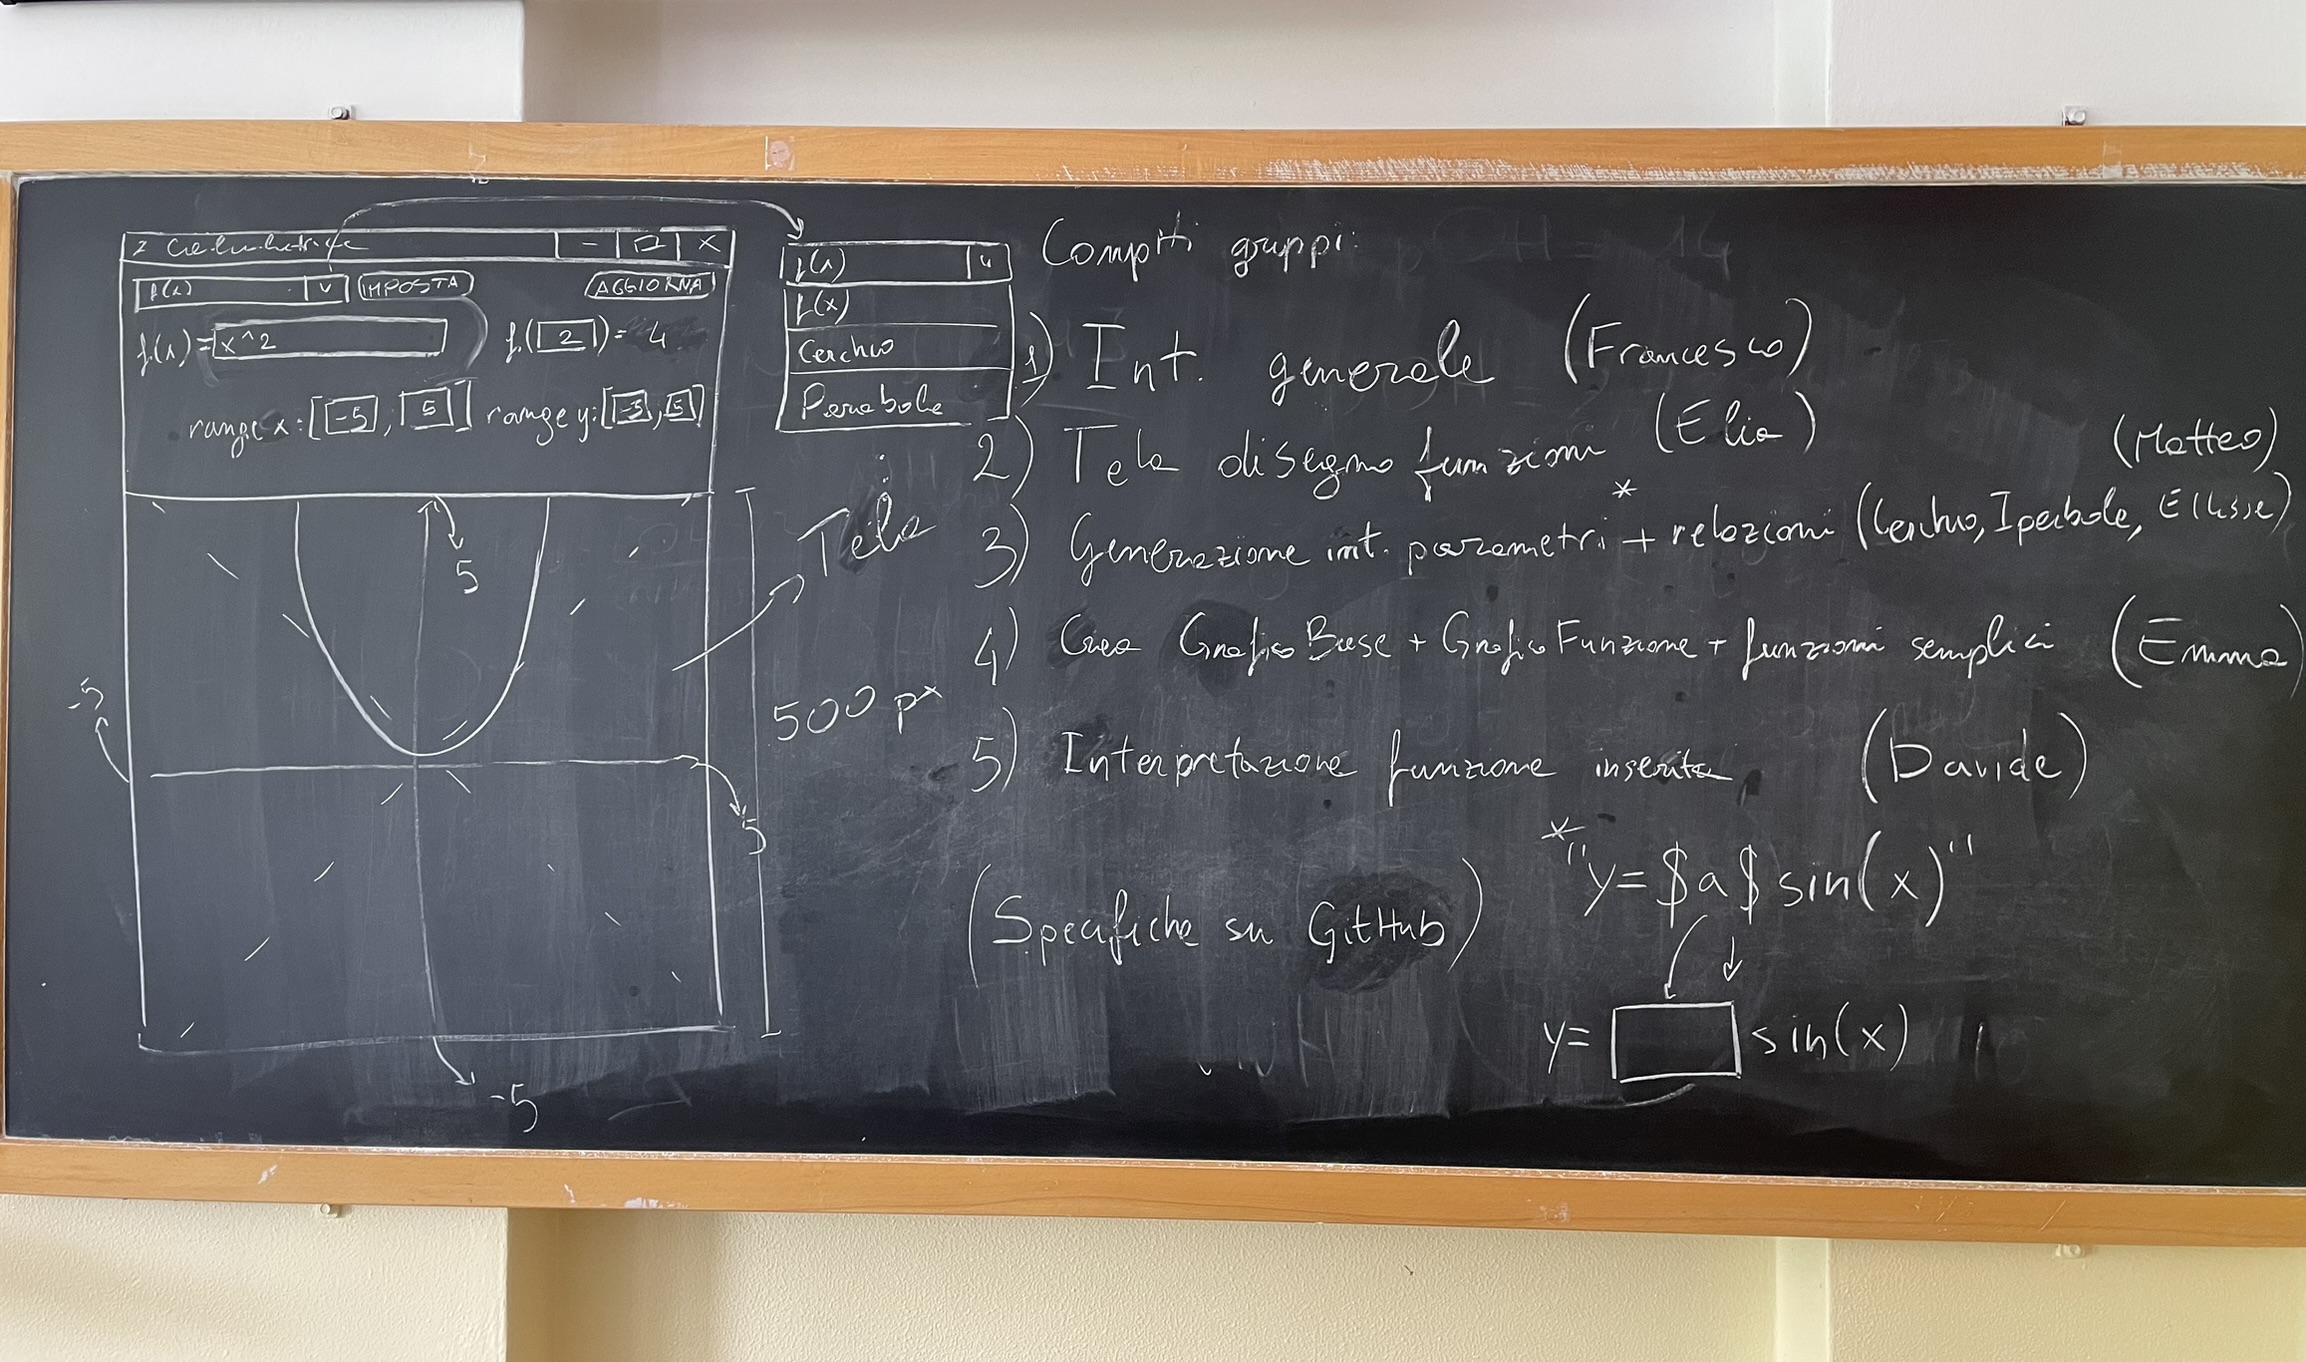 Calcolatrice - □ X
f(x) v IMPOSTA AGGIORNA
f(x)= x^2 f(2)= 4
range x:[-5, 5] range y:[-5, 5]
5
-5
5
-5
Tela
500 px
f(x) v
f(x)
Cerchio
Parabola
Compiti gruppi:
1) Int. generale (Francesco)
2) Tela disegno funzioni (Elia)
3) Generazione int. parametri* + relazioni (Cerchio, Iperbole, Ellisse) (Matteo)
4) Crea GraficoBase + GraficoFunzione + funzioni semplici (Emma)
5) Interpretazione funzione inserita (Davide)
(Specifiche su GitHub)
* "y= $a$ sin(x)"
y= sin(x)